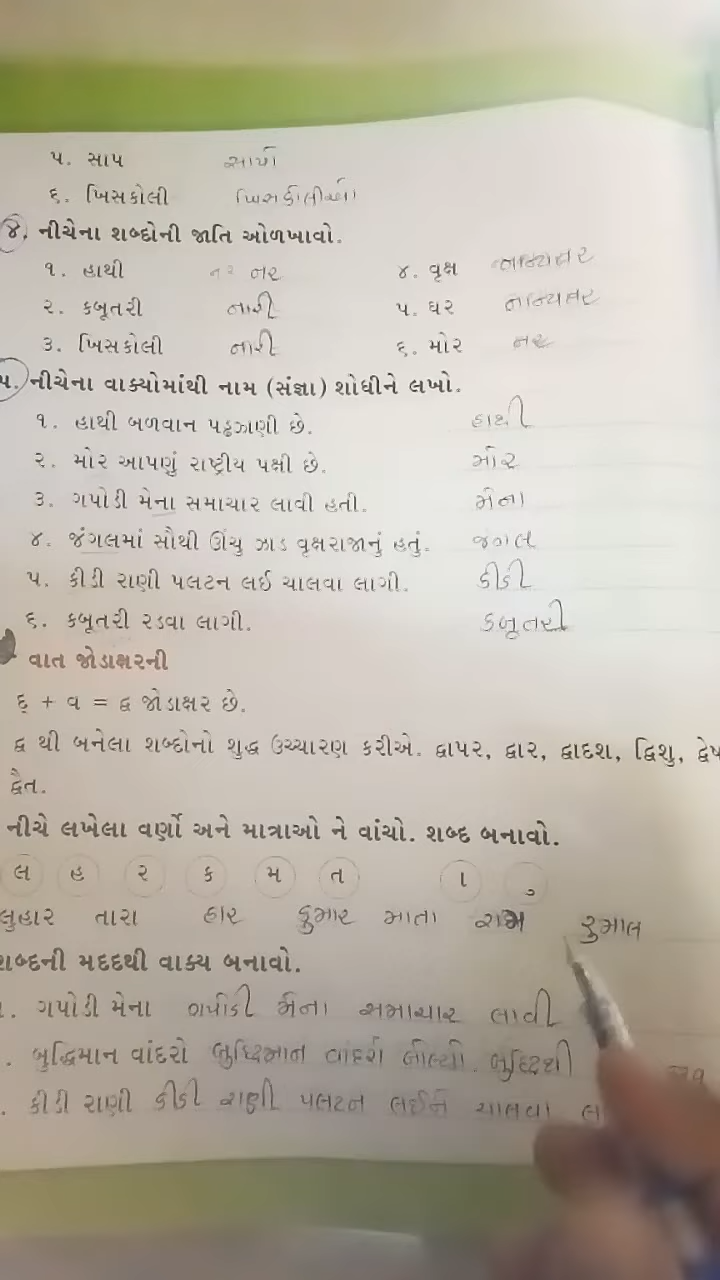 ૫. સાપ સાપો
૬. ખિસકોલી ખિસકોલીઓ
૪. નીચેના શબ્દોની જાતિ ઓળખાવો.
૧. હાથી નર નર ૪. વૃક્ષ નાન્યતર
૨. કબૂતરી નારી ૫. ઘર નાન્યતર
૩. ખિસકોલી નારી ૬. મોર નર
૫. નીચેના વાક્યોમાંથી નામ (સંજ્ઞા) શોધીને લખો.
૧. હાથી બળવાન પઢ્ઝાણી છે. હાથી
૨. મોર આપણું રાષ્ટ્રીય પક્ષી છે. મોર
૩. ગપોડી મેના સમાચાર લાવી હતી. મેના
૪. જંગલમાં સૌથી ઊંચુ ઝાડ વૃક્ષરાજાનું હતું. જંગલ
૫. કીડી રાણી પલટન લઈ ચાલવા લાગી. કીડી
૬. કબૂતરી રડવા લાગી. કબૂતરી
વાત જોડાક્ષરની
દ્ + વ = દ્વ જોડાક્ષર છે.
દ્વ થી બનેલા શબ્દોનો શુદ્ધ ઉચ્ચારણ કરીએ. દ્વાપર, દ્વાર, દ્વાદશ, દ્વિશુ, દ્વેષ
દ્વૈત.
નીચે લખેલા વર્ણો અને માત્રાઓ ને વાંચો. શબ્દ બનાવો.
લ હ ર ક મ ત ા ુ
લુહાર તારા હાર કુમાર માતા રામ રુમાલ
શબ્દની મદદથી વાક્ય બનાવો.
. ગપોડી મેના ગપોડી મેના સમાચાર લાવી
. બુદ્ધિમાન વાંદરો બુધ્ધિમાન વાંદરો બોલ્યો. બુધ્ધિથી
. કીડી રાણી કીડી રાણી પલટન લઈને ચાલવા